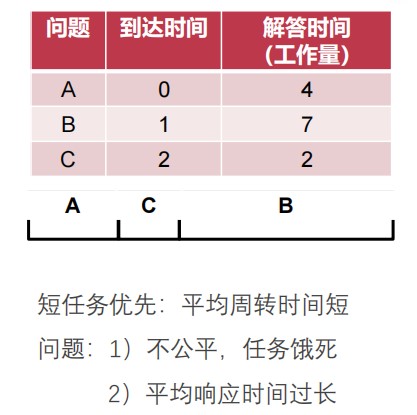 问题 到达时间 解答时间
（工作量）
A 0 4
B 1 7
C 2 2
A C B
短任务优先：平均周转时间短
问题：1）不公平，任务饿死
2）平均响应时间过长